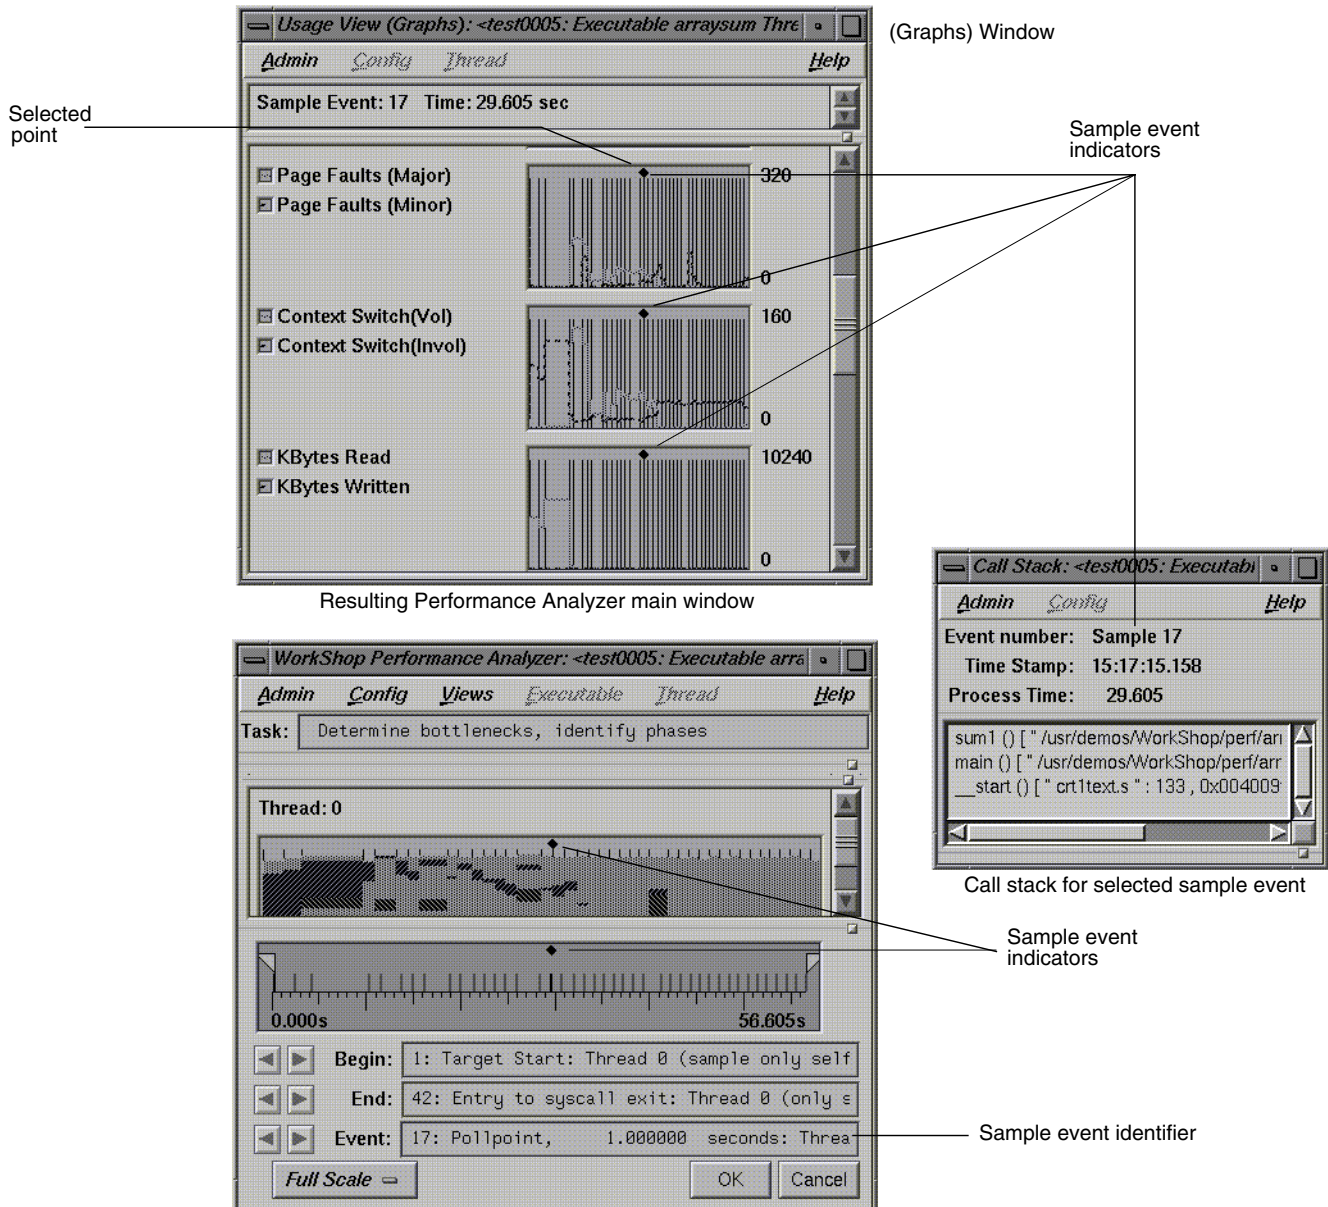 Usage View (Graphs): <test0005: Executable arraysum Thre
(Graphs) Window
Admin Config Thread Help
Sample Event: 17 Time: 29.605 sec
Selected
point
Sample event
indicators
Page Faults (Major)
Page Faults (Minor)
320
0
Context Switch(Vol)
Context Switch(Invol)
160
0
KBytes Read
KBytes Written
10240
0
Resulting Performance Analyzer main window
Call Stack: <test0005: Executabl
Admin Config Help
Event number: Sample 17
Time Stamp: 15:17:15.158
Process Time: 29.605
sum1 () [ " /usr/demos/WorkShop/perf/arr
main () [ " /usr/demos/WorkShop/perf/arr
__start () [ " crt1text.s " : 133 , 0x004009
Call stack for selected sample event
WorkShop Performance Analyzer: <test0005: Executable arra
Admin Config Views Executable Thread Help
Task: Determine bottlenecks, identify phases
Thread: 0
Sample event
indicators
0.000s 56.605s
Begin: 1: Target Start: Thread 0 (sample only self
End: 42: Entry to syscall exit: Thread 0 (only s
Event: 17: Pollpoint, 1.000000 seconds: Threa
Sample event identifier
Full Scale OK Cancel